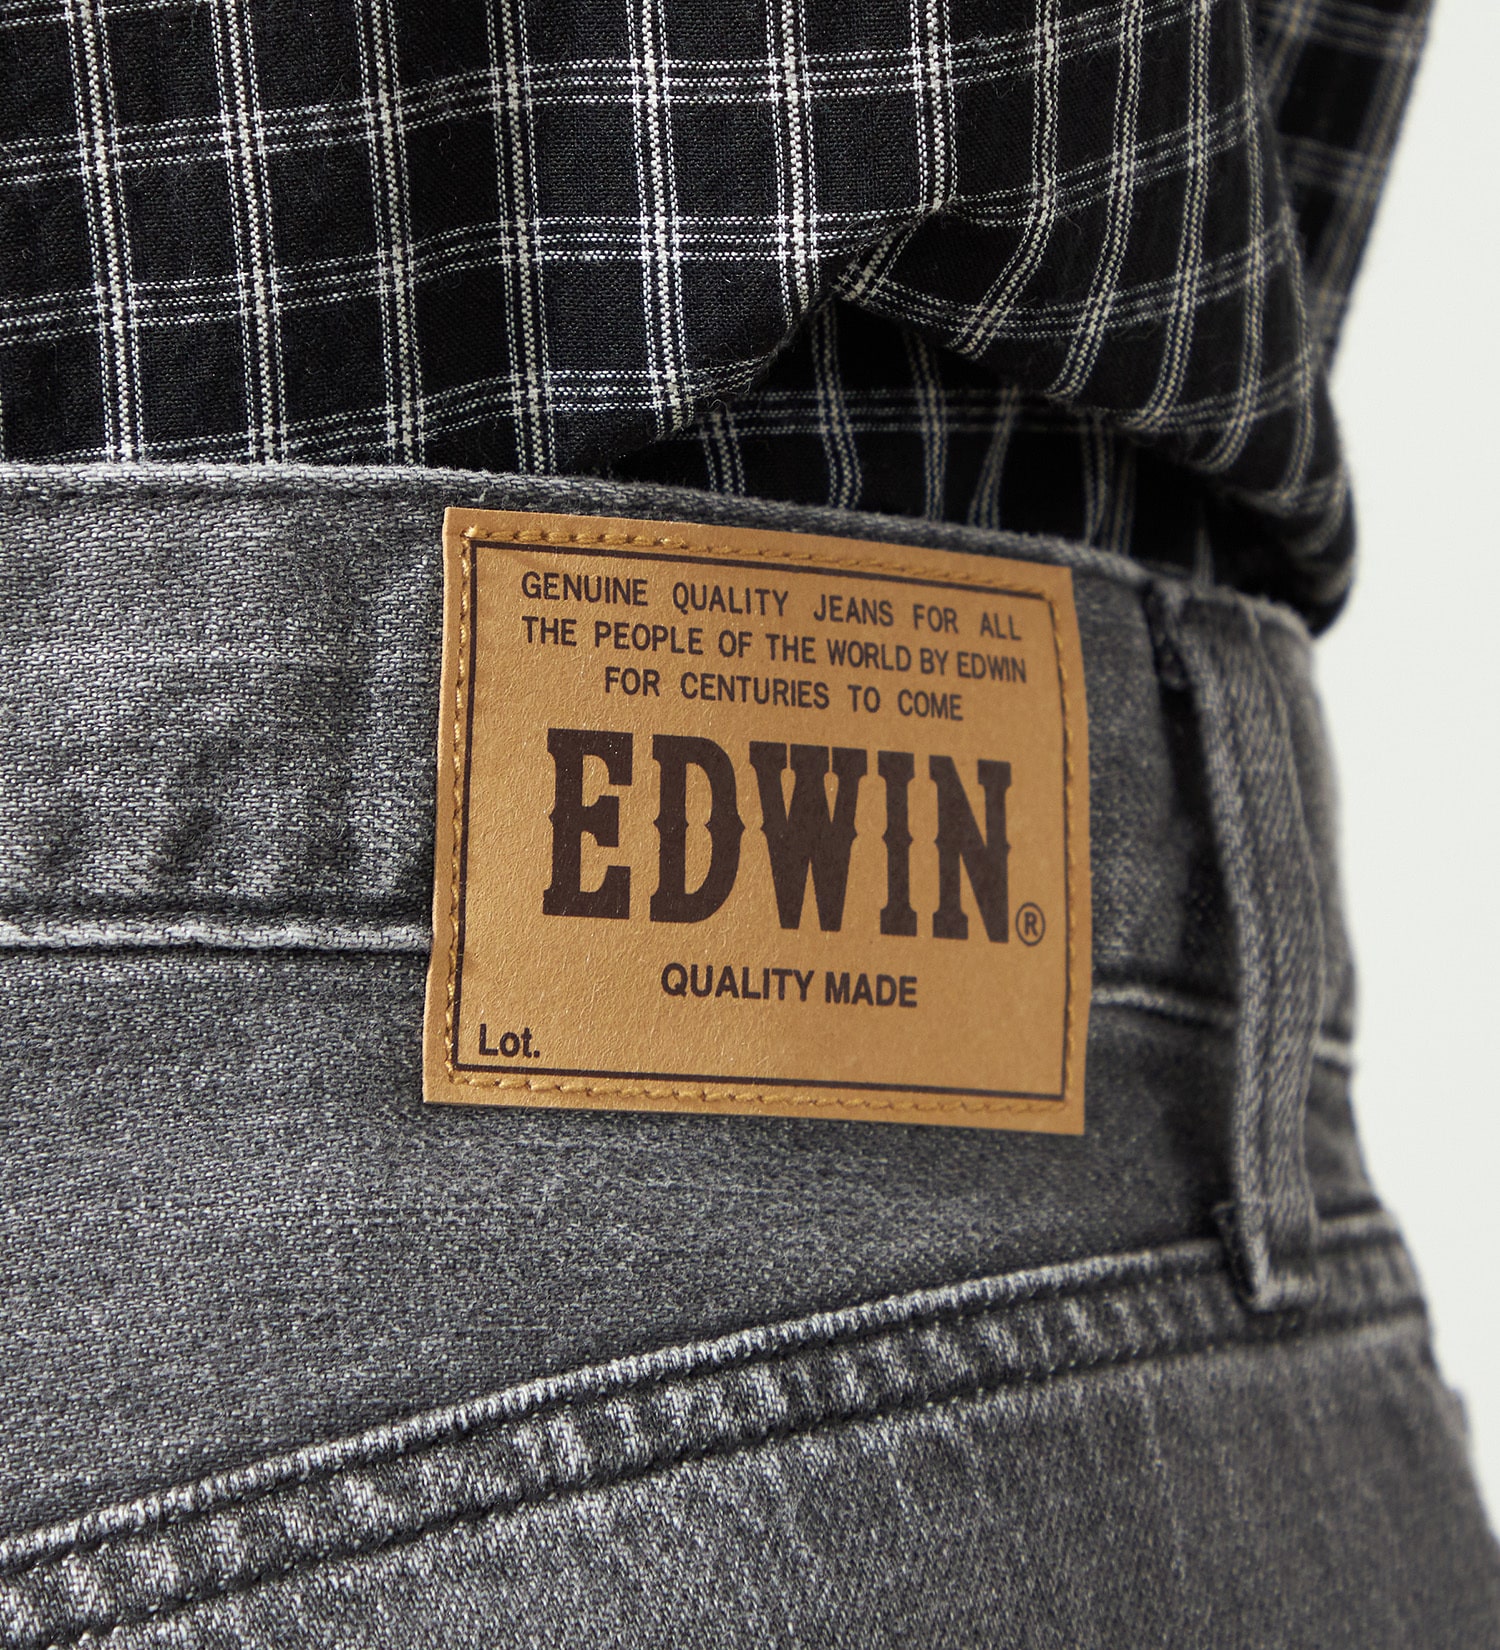 GENUINE QUALITY JEANS FOR ALL
THE PEOPLE OF THE WORLD BY EDWIN
FOR CENTURIES TO COME
EDWIN®
QUALITY MADE
Lot.